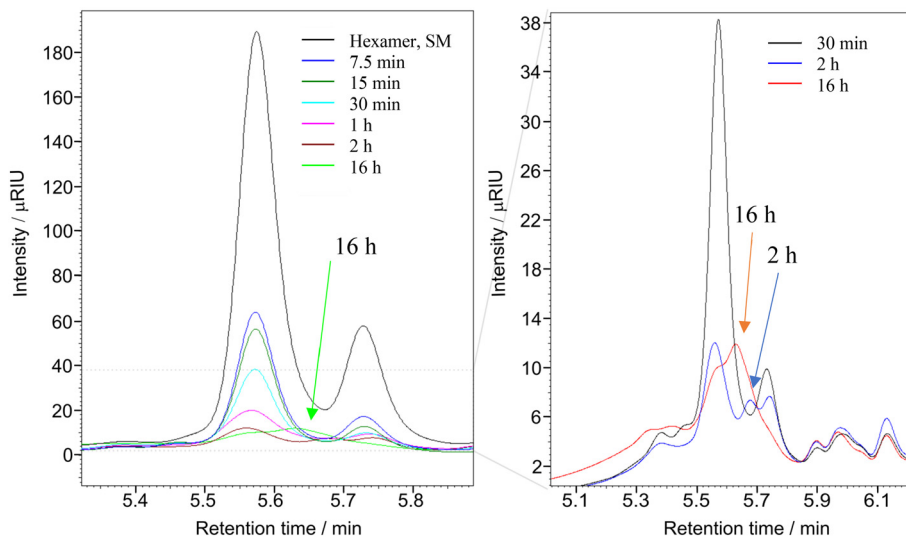 Hexamer, SM
7.5 min
15 min
30 min
1 h
2 h
16 h
16 h
Intensity / μRIU
180
160
140
120
100
80
60
40
20
0
5.4
5.5
5.6
5.7
5.8
Retention time / min
30 min
2 h
16 h
16 h
2 h
Intensity / μRIU
38
34
30
26
22
18
14
10
6
2
5.1
5.3
5.5
5.7
5.9
6.1
Retention time / min